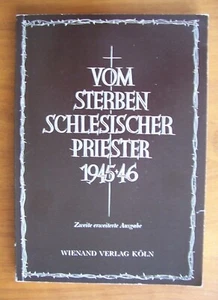 VOM
STERBEN
SCHLESISCHER
PRIESTER
1945·46
Zweite erweiterte Ausgabe
WIENAND VERLAG KÖLN